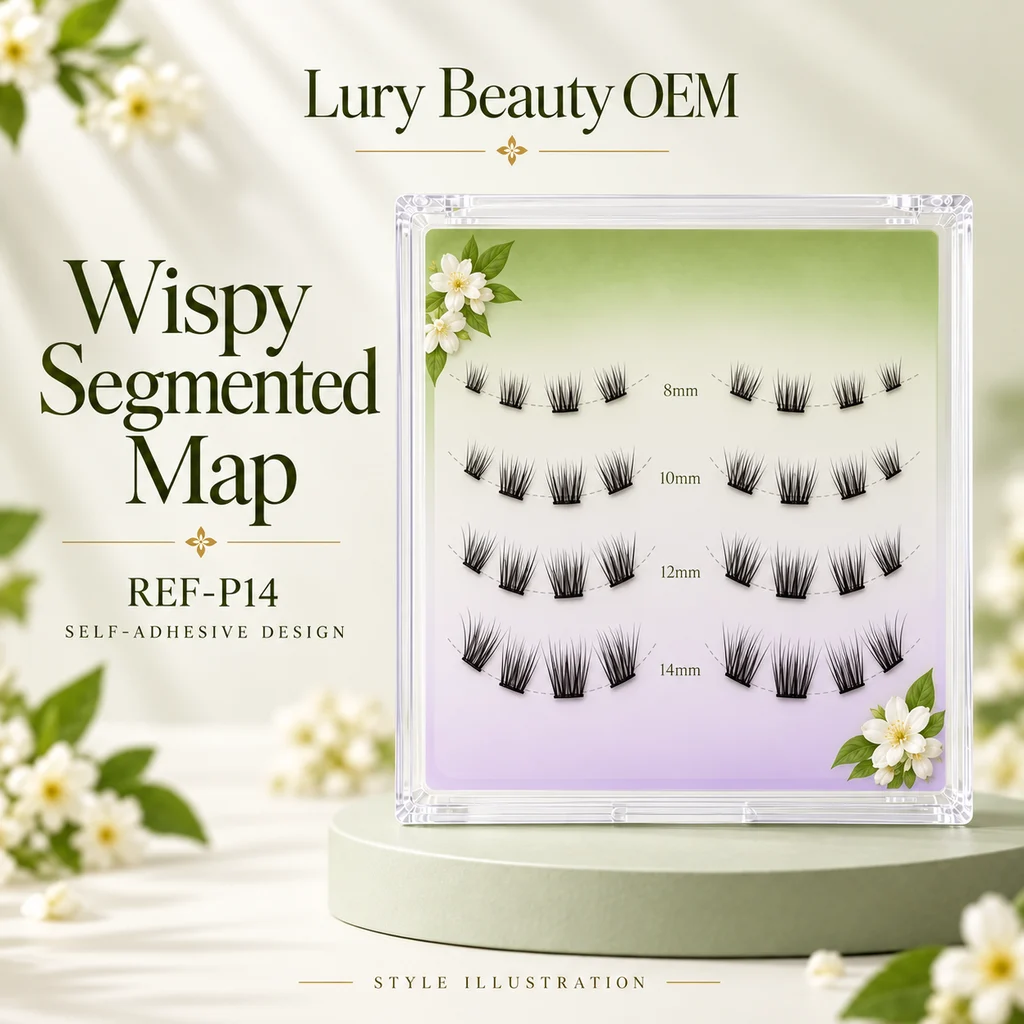 Lury Beauty OEM
Wispy
Segmented
Map
REF-P14
SELF-ADHESIVE DESIGN
8mm
10mm
12mm
14mm
STYLE ILLUSTRATION